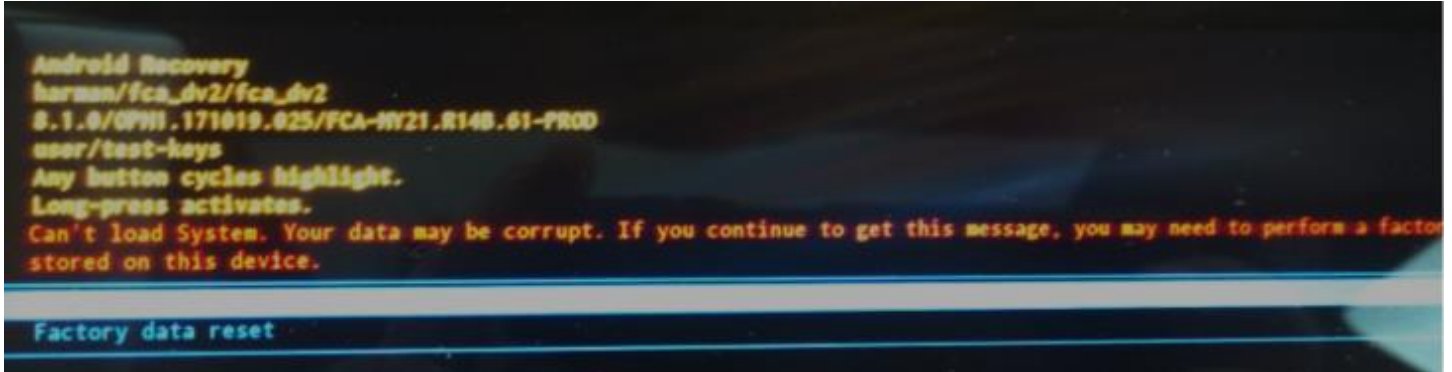 Android Recovery
harman/fca_dv2/fca_dv2
8.1.0/OPM1.171019.025/FCA-MY21.R14B.61-PROD
user/test-keys
Any button cycles highlight.
Long-press activates.
Can't load System. Your data may be corrupt. If you continue to get this message, you may need to perform a factor
stored on this device.
Factory data reset